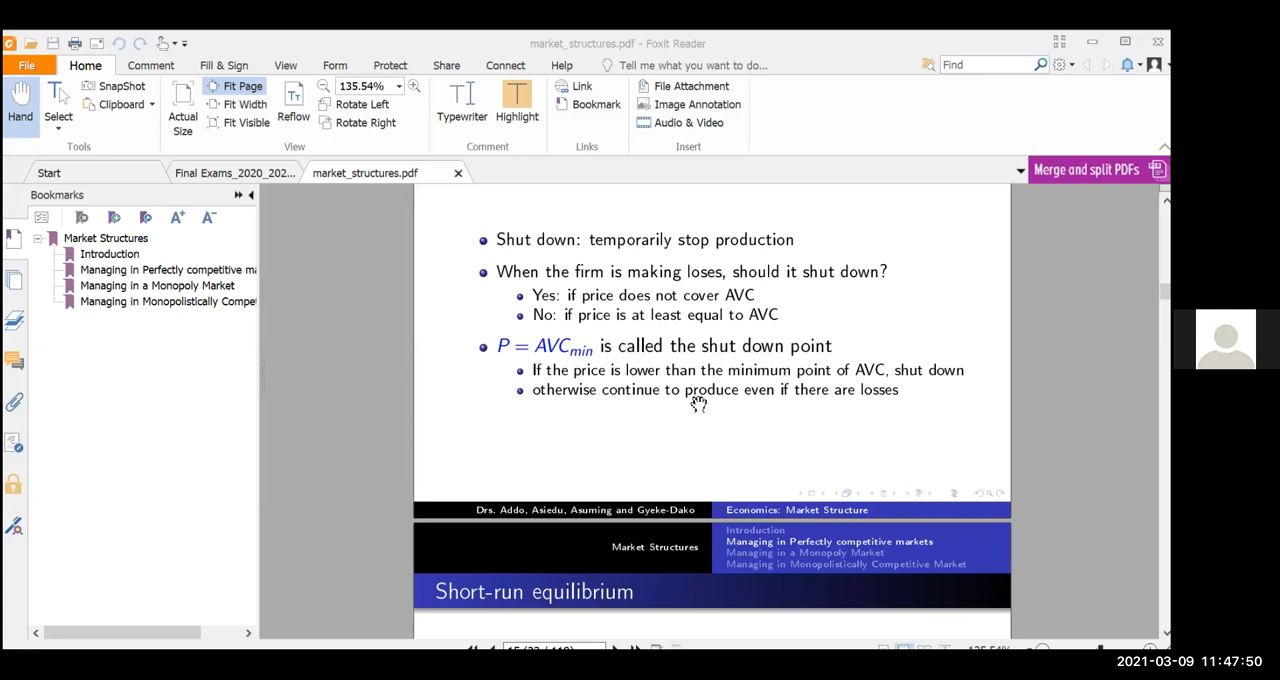 market_structures.pdf - Foxit Reader
File Home Comment Fill & Sign View Form Protect Share Connect Help Tell me what you want to do... Find
Hand
Select
SnapShot
Clipboard
Tools
Actual Size
Fit Page
Fit Width
Fit Visible
Reflow
135.54%
Rotate Left
Rotate Right
View
Typewriter
Highlight
Comment
Link
Bookmark
Links
File Attachment
Image Annotation
Audio & Video
Insert
Start Final Exams_2020_202... market_structures.pdf
Merge and split PDFs
Bookmarks
Market Structures
Introduction
Managing in Perfectly competitive ma
Managing in a Monopoly Market
Managing in Monopolistically Compe
Shut down: temporarily stop production
When the firm is making loses, should it shut down?
Yes: if price does not cover AVC
No: if price is at least equal to AVC
P = AVCmin is called the shut down point
If the price is lower than the minimum point of AVC, shut down
otherwise continue to produce even if there are losses
Drs. Addo, Asiedu, Asuming and Gyeke-Dako Economics: Market Structure
Market Structures
Introduction
Managing in Perfectly competitive markets
Managing in a Monopoly Market
Managing in Monopolistically Competitive Market
Short-run equilibrium
2021-03-09 11:47:50